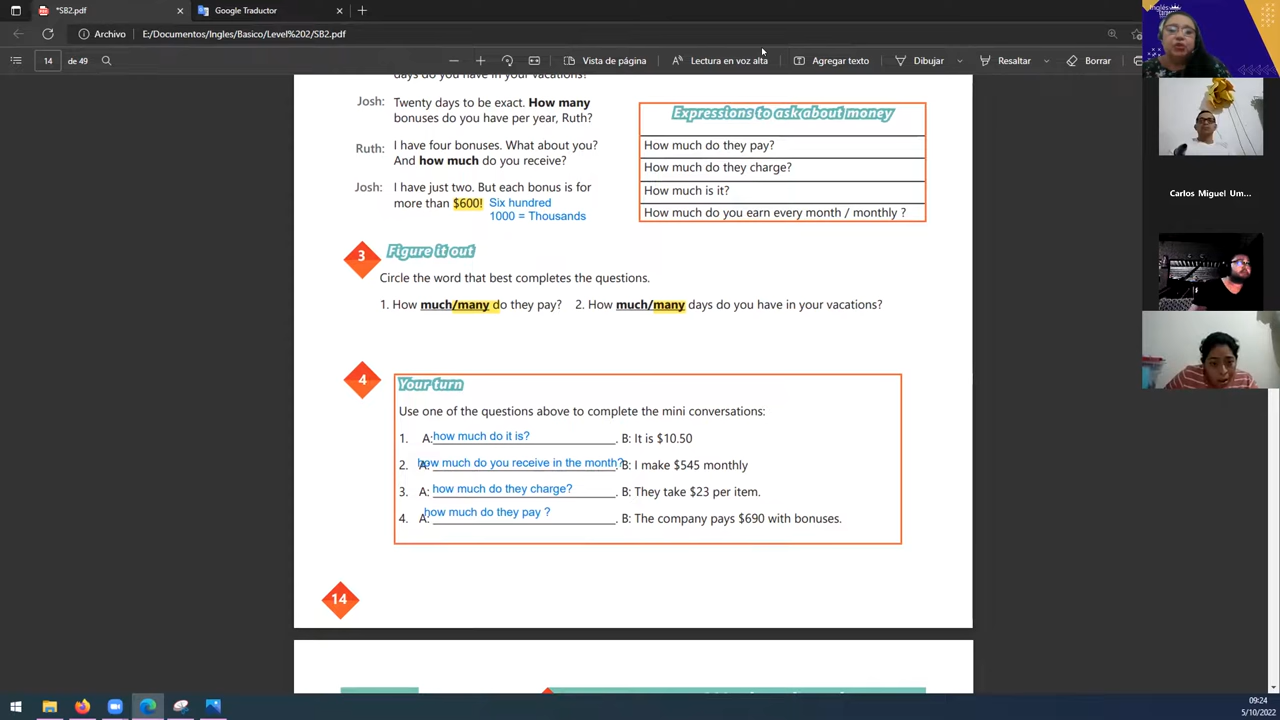 *SB2.pdf
Google Traductor
Archivo E:/Documentos/Ingles/Basico/Level%202/SB2.pdf
14 de 49
Vista de página
Lectura en voz alta
Agregar texto
Dibujar
Resaltar
Borrar
days do you have in your vacations?
Josh: Twenty days to be exact. How many
bonuses do you have per year, Ruth?
Ruth: I have four bonuses. What about you?
And how much do you receive?
Josh: I have just two. But each bonus is for
more than $600! Six hundred
1000 = Thousands
Expressions to ask about money
How much do they pay?
How much do they charge?
How much is it?
How much do you earn every month / monthly ?
3 Figure it out
Circle the word that best completes the questions.
1. How much/many do they pay? 2. How much/many days do you have in your vacations?
4 Your turn
Use one of the questions above to complete the mini conversations:
1. A: how much do it is? . B: It is $10.50
2. A: how much do you receive in the month? . B: I make $545 monthly
3. A: how much do they charge? . B: They take $23 per item.
4. A: how much do they pay ? . B: The company pays $690 with bonuses.
14
Carlos Miguel Um...
09:24
5/10/2022